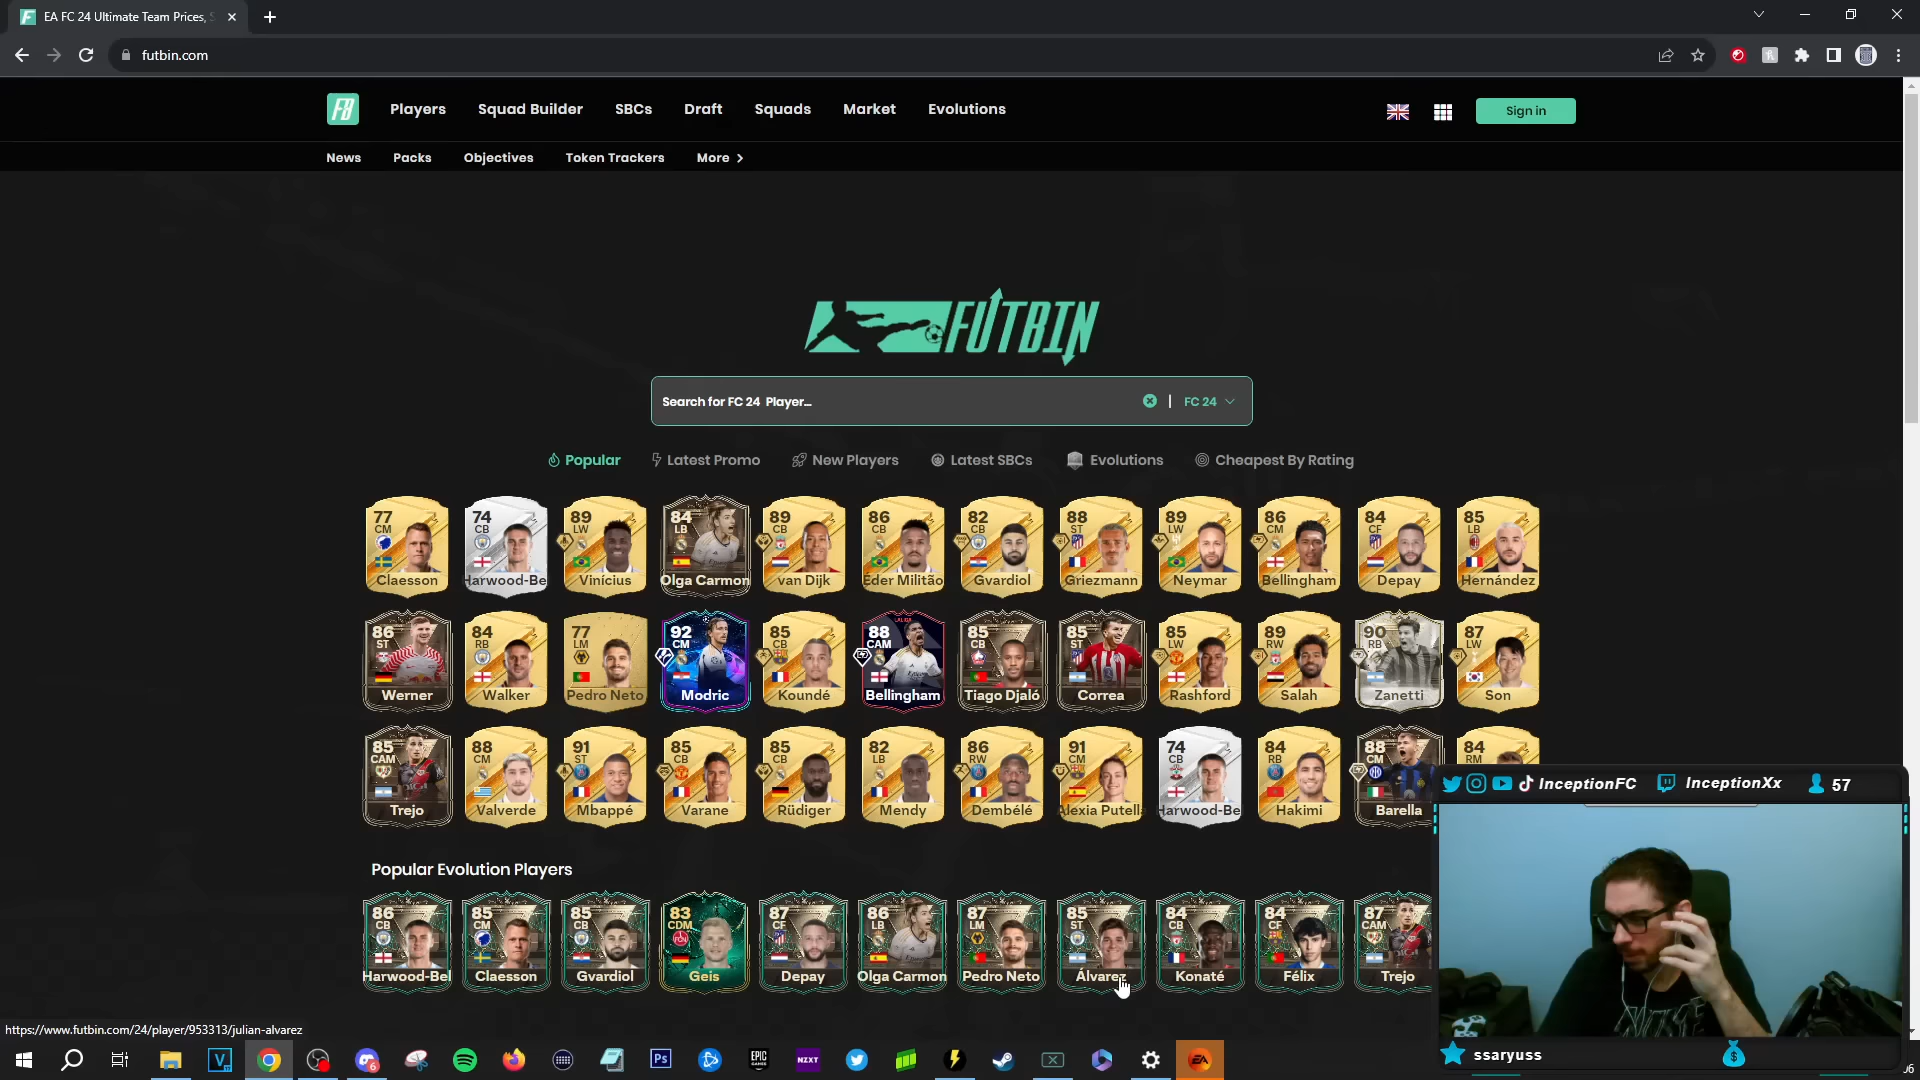 EA FC 24 Ultimate Team Prices, S
futbin.com
Players Squad Builder SBCs Draft Squads Market Evolutions Sign in
News Packs Objectives Token Trackers More
FUTBIN
Search for FC 24 Player... | FC 24
Popular Latest Promo New Players Latest SBCs Evolutions Cheapest By Rating
77 74 89 84 89 86 82 88 89 86 84 85
CM CB LW LB CB CB CB ST LW CM CF LB
Claesson Harwood-Be Vinícius Olga Carmon van Dijk Éder Militão Gvardiol Griezmann Neymar Bellingham Depay Hernández
86 84 77 92 85 88 85 85 85 89 90 87
ST RB LM CM CB CAM CB ST LW RW RB LW
Werner Walker Pedro Neto Modric Koundé Bellingham Tiago Djaló Correa Rashford Salah Zanetti Son
85 88 91 85 85 82 86 91 74 84 88 84
CAM CM ST CB CB LB RW CM CB RB CM RM
Trejo Valverde Mbappé Varane Rüdiger Mendy Dembélé Alexia Putella Harwood-Be Hakimi Barella
InceptionFC InceptionXx 57
Popular Evolution Players
86 85 85 83 87 86 87 85 84 84 87
CB CM CB CDM CF LB LM ST CB CF CAM
Harwood-Bel Claesson Gvardiol Geis Depay Olga Carmon Pedro Neto Álvarez Konaté Félix Trejo
https://www.futbin.com/24/player/953313/julian-alvarez
ssaryuss